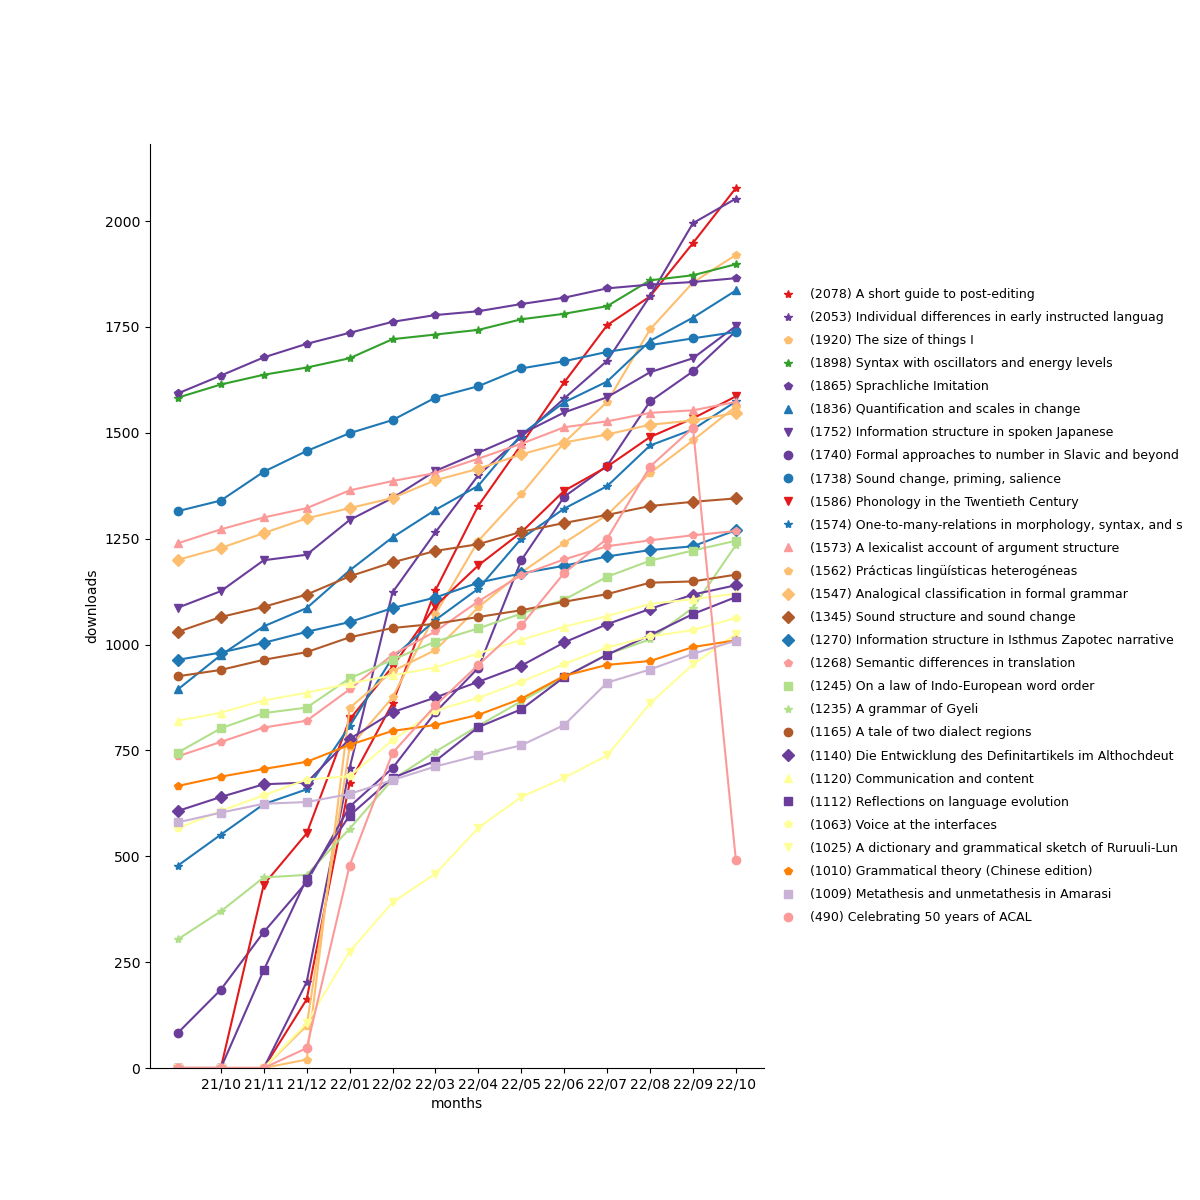 2000
1750
1500
1250
1000
750
500
250
0
downloads
21/10 21/11 21/12 22/01 22/02 22/03 22/04 22/05 22/06 22/07 22/08 22/09 22/10
months
(2078) A short guide to post-editing
(2053) Individual differences in early instructed languag
(1920) The size of things I
(1898) Syntax with oscillators and energy levels
(1865) Sprachliche Imitation
(1836) Quantification and scales in change
(1752) Information structure in spoken Japanese
(1740) Formal approaches to number in Slavic and beyond
(1738) Sound change, priming, salience
(1586) Phonology in the Twentieth Century
(1574) One-to-many-relations in morphology, syntax, and s
(1573) A lexicalist account of argument structure
(1562) Prácticas lingüísticas heterogéneas
(1547) Analogical classification in formal grammar
(1345) Sound structure and sound change
(1270) Information structure in Isthmus Zapotec narrative
(1268) Semantic differences in translation
(1245) On a law of Indo-European word order
(1235) A grammar of Gyeli
(1165) A tale of two dialect regions
(1140) Die Entwicklung des Definitartikels im Althochdeut
(1120) Communication and content
(1112) Reflections on language evolution
(1063) Voice at the interfaces
(1025) A dictionary and grammatical sketch of Ruruuli-Lun
(1010) Grammatical theory (Chinese edition)
(1009) Metathesis and unmetathesis in Amarasi
(490) Celebrating 50 years of ACAL